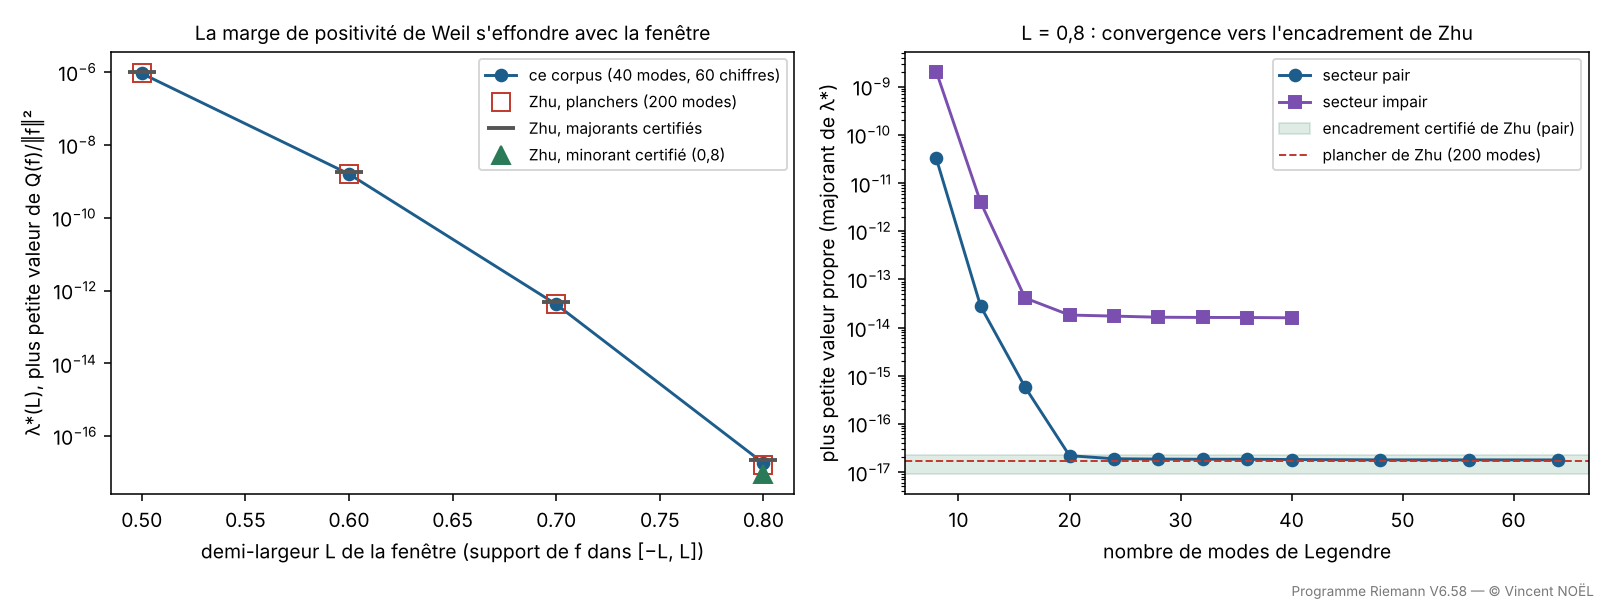 La marge de positivité de Weil s'effondre avec la fenêtre
λ*(L), plus petite valeur de Q(f)/‖f‖²
10⁻⁶
10⁻⁸
10⁻¹⁰
10⁻¹²
10⁻¹⁴
10⁻¹⁶
ce corpus (40 modes, 60 chiffres)
Zhu, planchers (200 modes)
Zhu, majorants certifiés
Zhu, minorant certifié (0,8)
0.50 0.55 0.60 0.65 0.70 0.75 0.80
demi-largeur L de la fenêtre (support de f dans [−L, L])
L = 0,8 : convergence vers l'encadrement de Zhu
plus petite valeur propre (majorant de λ*)
10⁻⁹
10⁻¹⁰
10⁻¹¹
10⁻¹²
10⁻¹³
10⁻¹⁴
10⁻¹⁵
10⁻¹⁶
10⁻¹⁷
secteur pair
secteur impair
encadrement certifié de Zhu (pair)
plancher de Zhu (200 modes)
10 20 30 40 50 60
nombre de modes de Legendre
Programme Riemann V6.58 — © Vincent NOËL